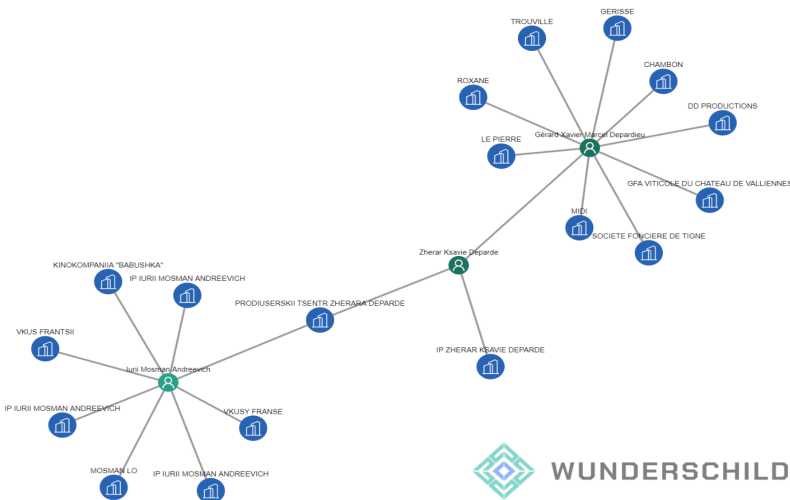 GERISSE
TROUVILLE
CHAMBON
ROXANE
DD PRODUCTIONS
Gérard Xavier Marcel Depardieu
LE PIERRE
GFA VITICOLE DU CHATEAU DE VALLIENNES
MIDI
SOCIETE FONCIERE DE TIGNE
Zherar Ksavie Deparde
KINOKOMPANIIA "BABUSHKA"
IP IURII MOSMAN ANDREEVICH
PRODIUSERSKII TSENTR ZHERARA DEPARDE
VKUS FRANTSII
IP ZHERAR KSAVIE DEPARDE
Iurii Mosman Andreevich
IP IURII MOSMAN ANDREEVICH
VKUSY FRANSE
MOSMAN LO
IP IURII MOSMAN ANDREEVICH
WUNDERSCHILD